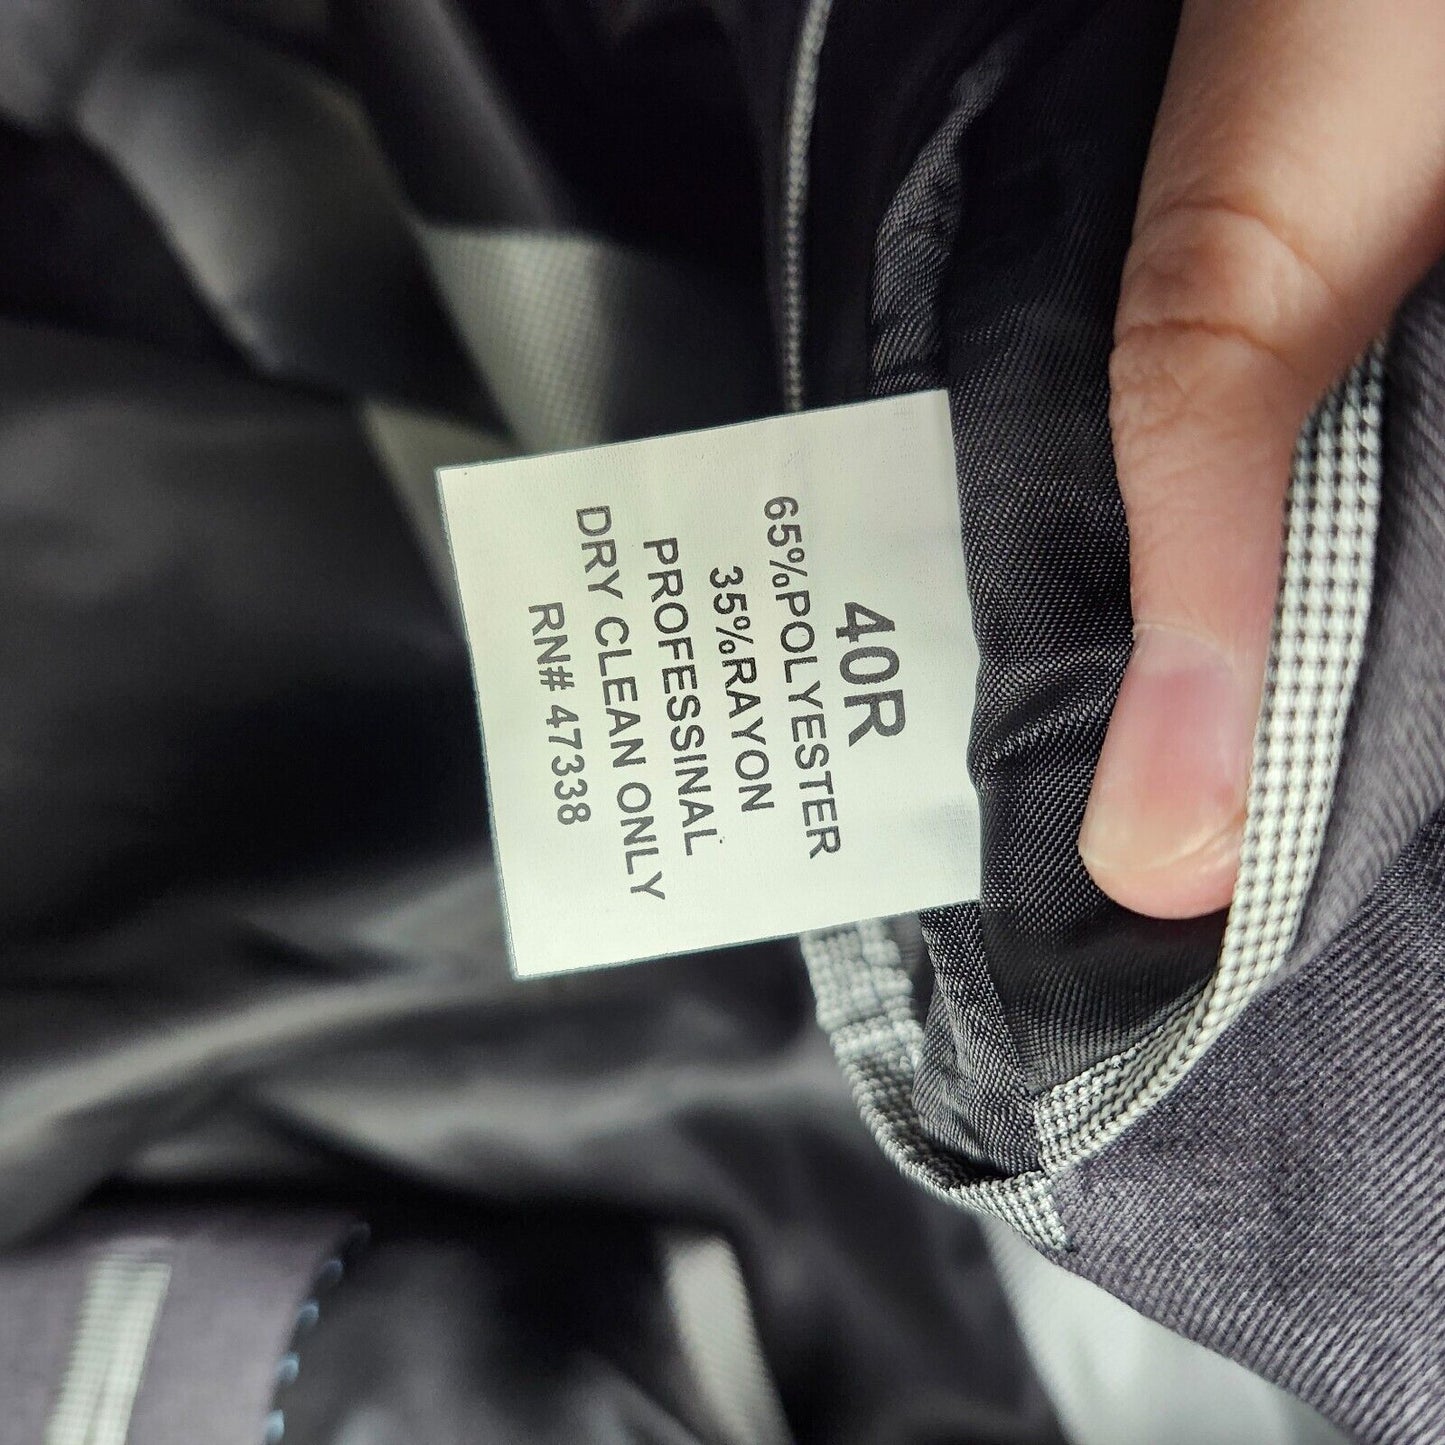 40R
65%POLYESTER
35%RAYON
PROFESSINAL
DRY CLEAN ONLY
RN# 47338